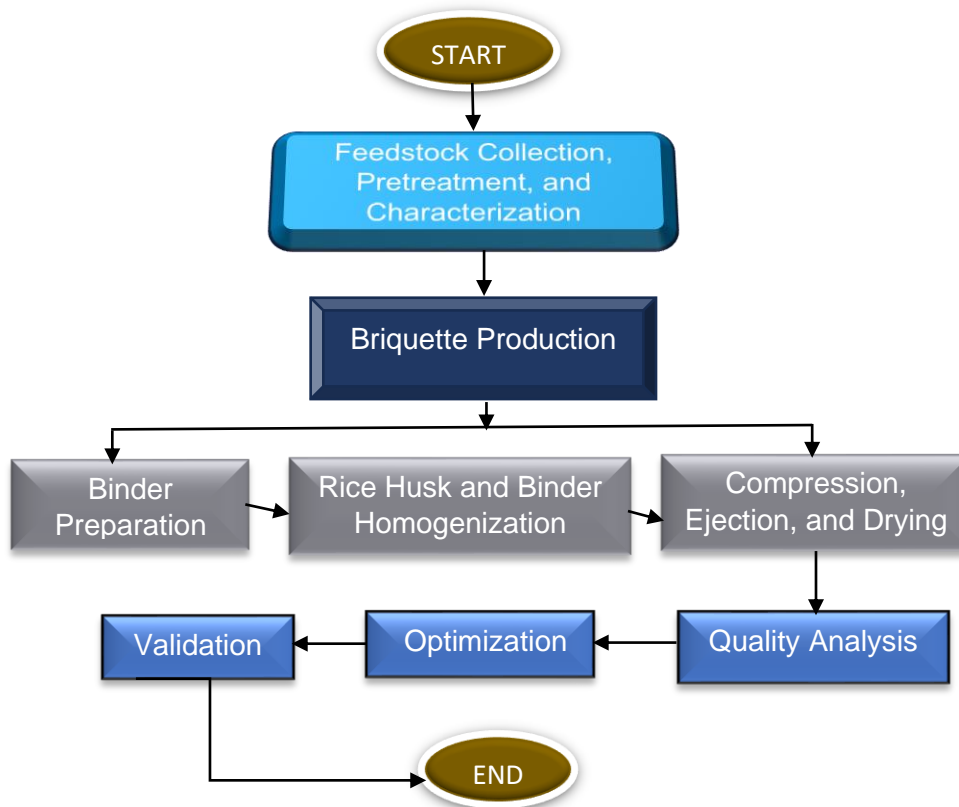 START
Feedstock Collection,
Pretreatment, and
Characterization
Briquette Production
Binder
Preparation
Rice Husk and Binder
Homogenization
Compression,
Ejection, and Drying
Validation
Optimization
Quality Analysis
END